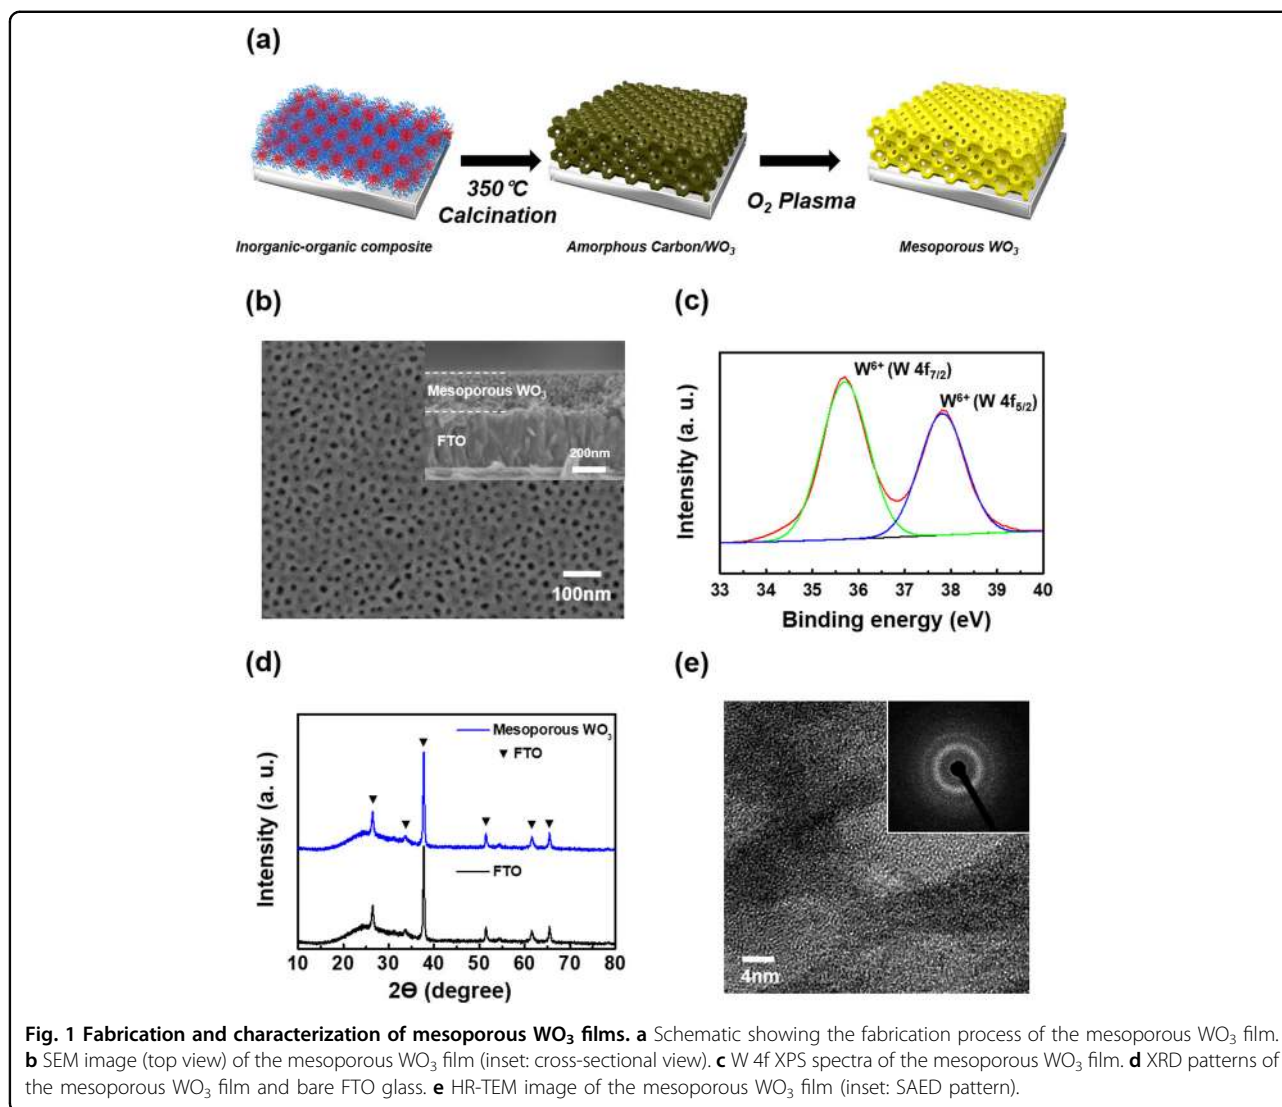 (a)
350°C
Calcination
O₂ Plasma
Inorganic-organic composite
Amorphous Carbon/WO₃
Mesoporous WO₃
(b)
Mesoporous WO₃
FTO
200nm
100nm
(c)
W⁶⁺ (W 4f₇/₂)
W⁶⁺ (W 4f₅/₂)
Intensity (a. u.)
33 34 35 36 37 38 39 40
Binding energy (eV)
(d)
Mesoporous WO₃
▼ FTO
FTO
Intensity (a. u.)
10 20 30 40 50 60 70 80
2Θ (degree)
(e)
4nm
Fig. 1 Fabrication and characterization of mesoporous WO₃ films. a Schematic showing the fabrication process of the mesoporous WO₃ film.
b SEM image (top view) of the mesoporous WO₃ film (inset: cross-sectional view). c W 4f XPS spectra of the mesoporous WO₃ film. d XRD patterns of
the mesoporous WO₃ film and bare FTO glass. e HR-TEM image of the mesoporous WO₃ film (inset: SAED pattern).